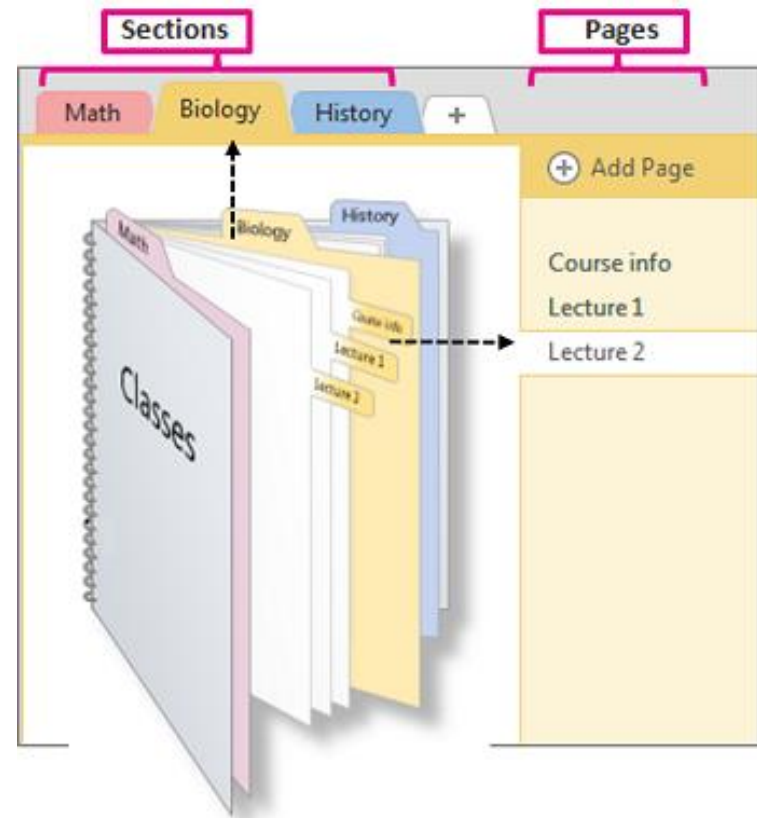 Sections Pages
Math Biology History +
+ Add Page
History
Biology
Math
Course info
Course info
Lecture 1
Lecture 1
Lecture 2
Lecture 2
Classes